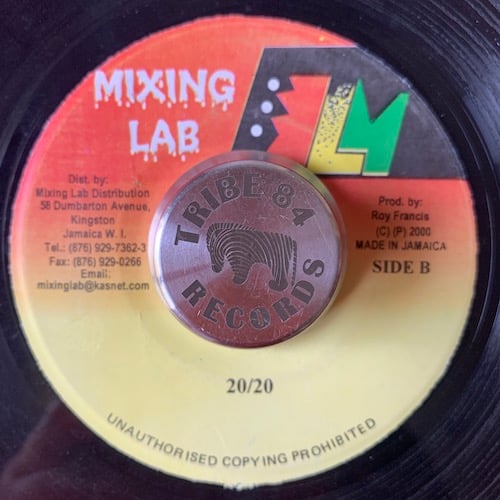 MIXING
LAB
Dist. by:
Mixing Lab Distribution
58 Dumbarton Avenue,
Kingston
Jamaica W. I.
Tel.: (876) 929-7362-3
Fax: (876) 929-0266
Email:
mixinglab@kasnet.com
TRIBE 84
RECORDS
Prod. by:
Roy Francis
(C) (P) 2000
MADE IN JAMAICA
SIDE B
20/20
UNAUTHORISED COPYING PROHIBITED